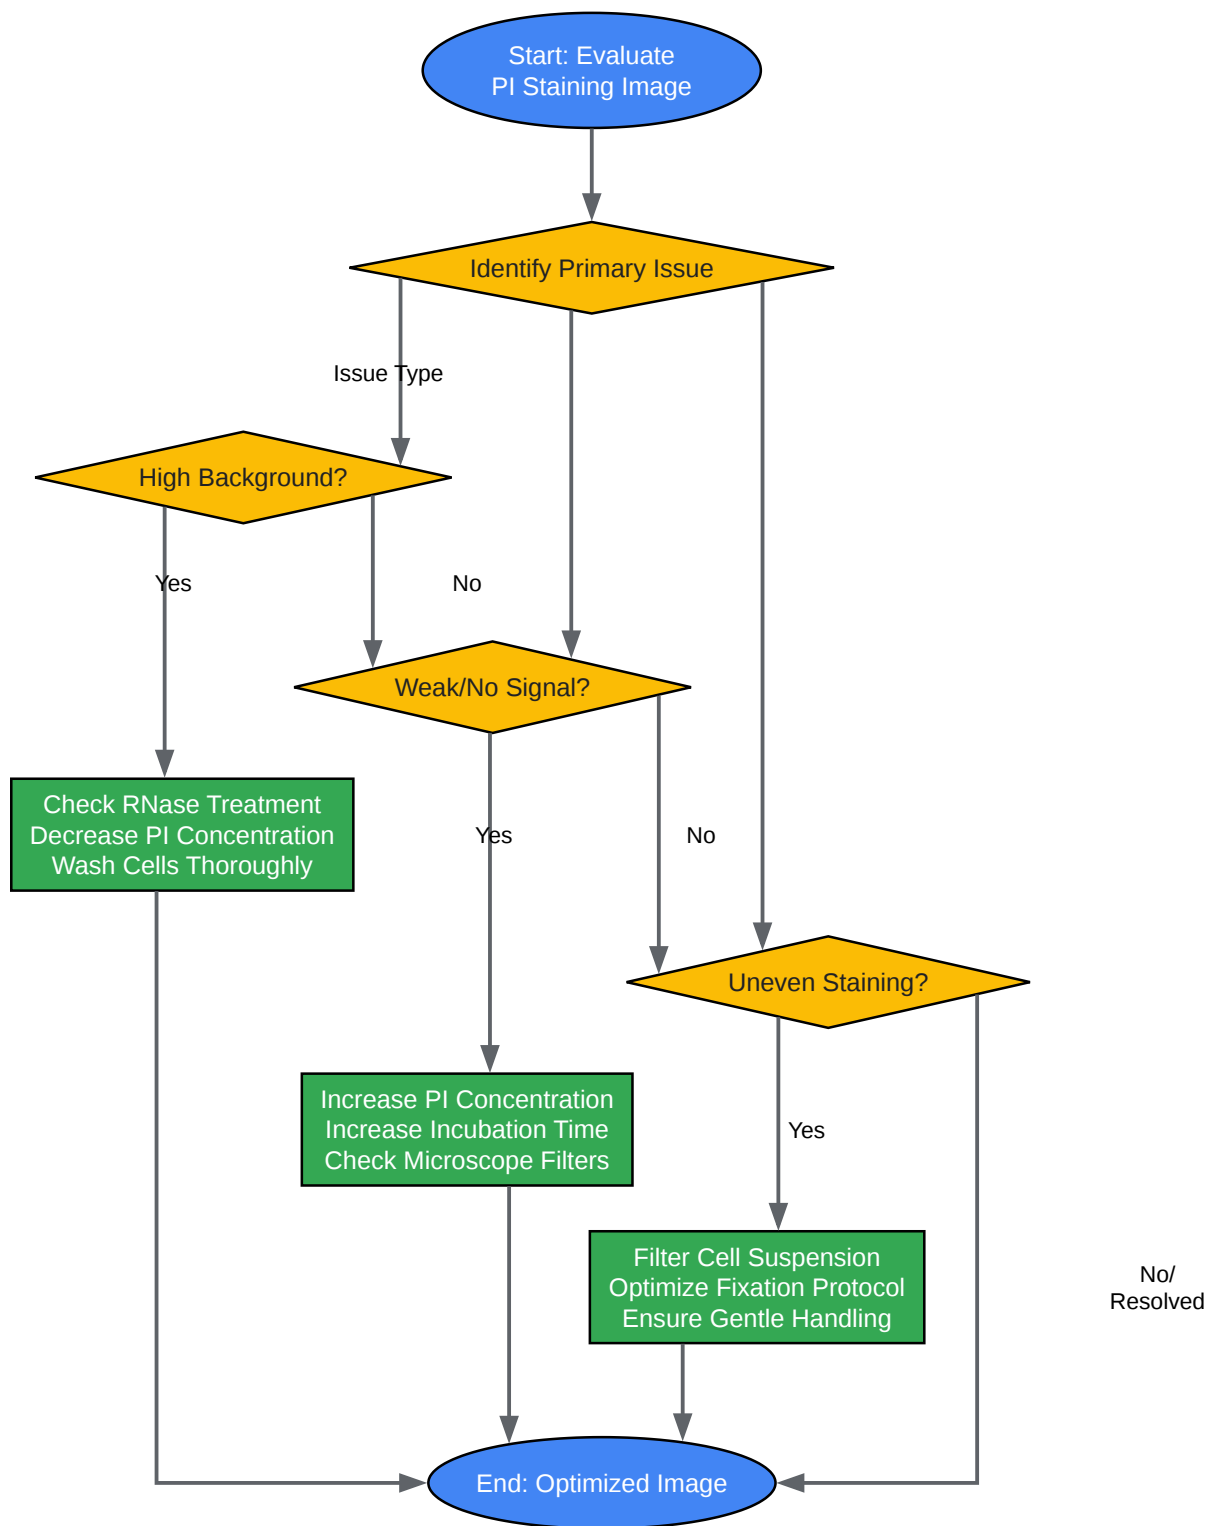 Start: Evaluate
PI Staining Image
Identify Primary Issue
Issue Type
High Background?
Yes
No
Weak/No Signal?
Check RNase Treatment
Decrease PI Concentration
Wash Cells Thoroughly
Yes
No
Uneven Staining?
Increase PI Concentration
Increase Incubation Time
Check Microscope Filters
Yes
Filter Cell Suspension
Optimize Fixation Protocol
Ensure Gentle Handling
No/
Resolved
End: Optimized Image